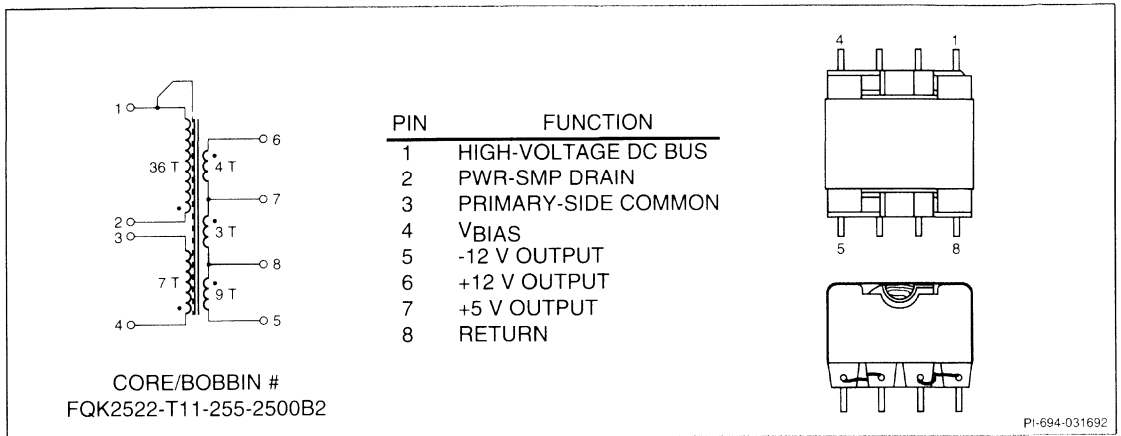 1
36 T
2
3
7 T
4
6
4 T
7
3 T
8
9 T
5
CORE/BOBBIN #
FQK2522-T11-255-2500B2
PIN FUNCTION
1 HIGH-VOLTAGE DC BUS
2 PWR-SMP DRAIN
3 PRIMARY-SIDE COMMON
4 VBIAS
5 -12 V OUTPUT
6 +12 V OUTPUT
7 +5 V OUTPUT
8 RETURN
4 1
5 8
PI-694-031692